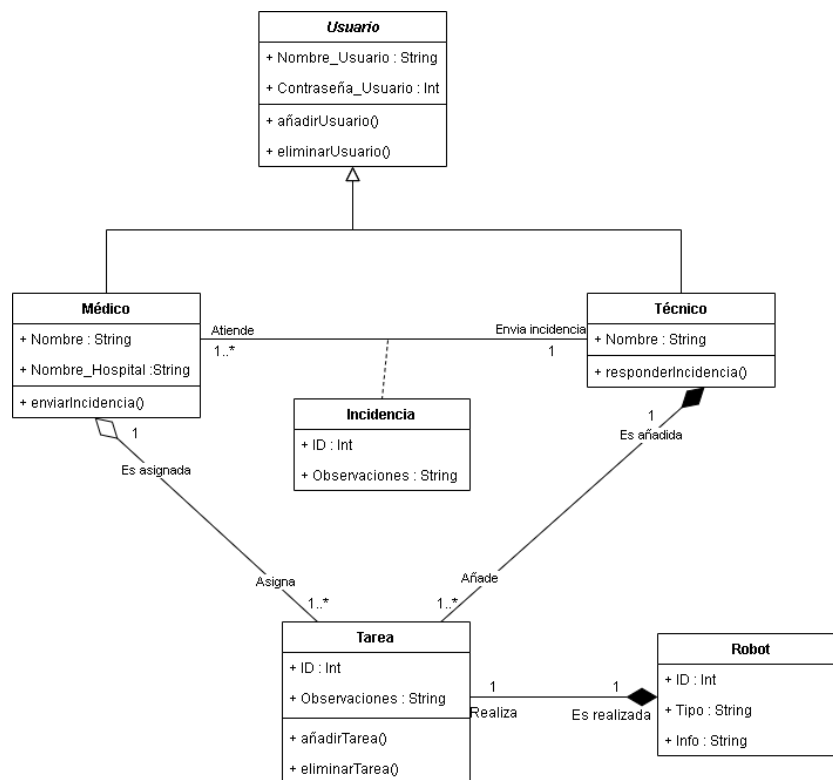 Usuario
+ Nombre_Usuario : String
+ Contraseña_Usuario : Int
+ añadirUsuario()
+ eliminarUsuario()
Médico
+ Nombre : String
+ Nombre_Hospital :String
+ enviarIncidencia()
Atiende
1..*
Envia incidencia
1
Técnico
+ Nombre : String
+ responderIncidencia()
Incidencia
+ ID : Int
+ Observaciones : String
1
Es asignada
Asigna
1..*
1
Es añadida
Añade
1..*
Tarea
+ ID : Int
+ Observaciones : String
+ añadirTarea()
+ eliminarTarea()
1
Realiza
1
Es realizada
Robot
+ ID : Int
+ Tipo : String
+ Info : String